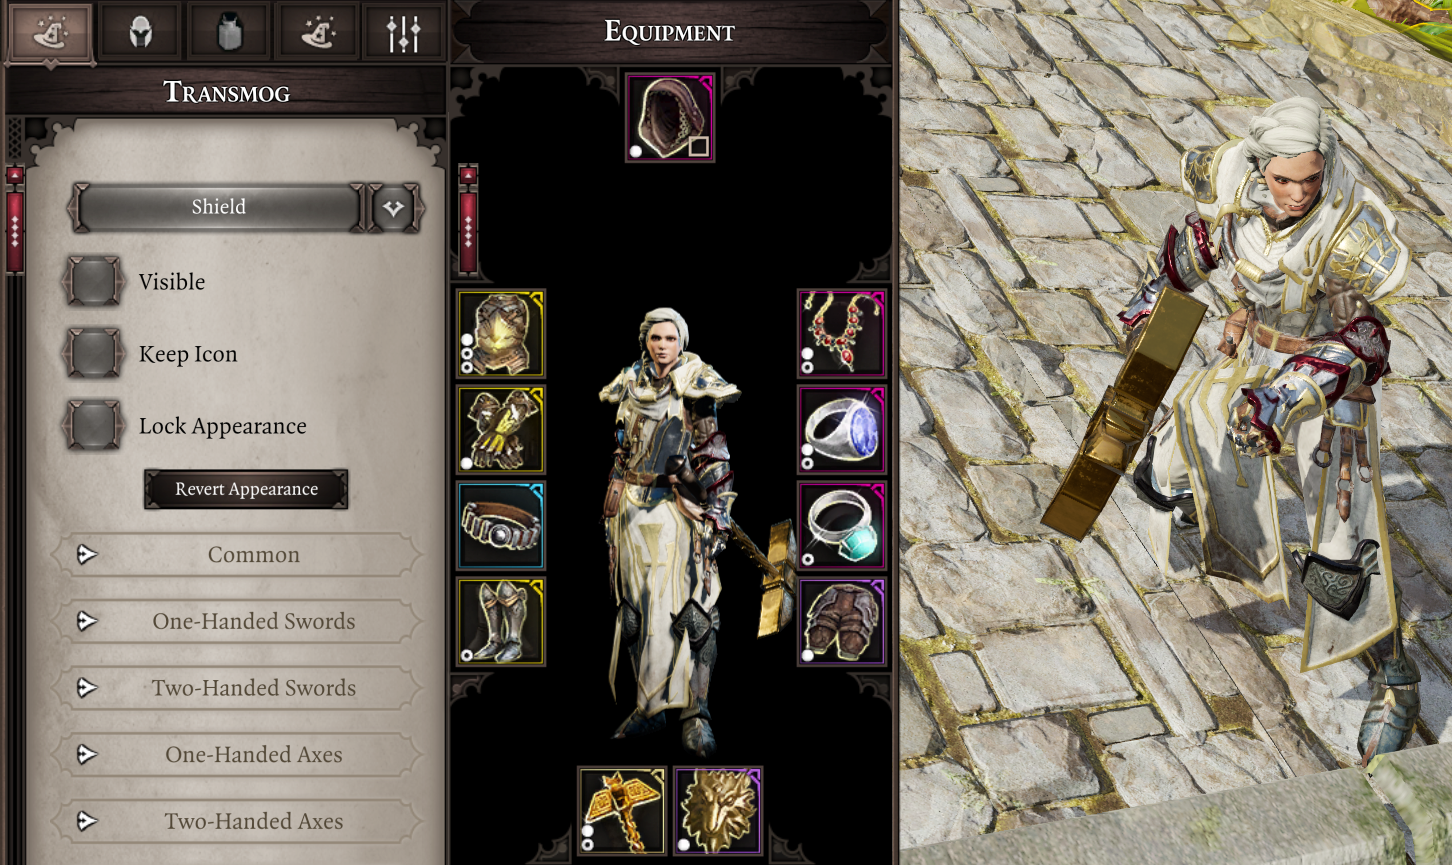 Transmog
Equipment
Shield
Visible
Keep Icon
Lock Appearance
Revert Appearance
Common
One-Handed Swords
Two-Handed Swords
One-Handed Axes
Two-Handed Axes